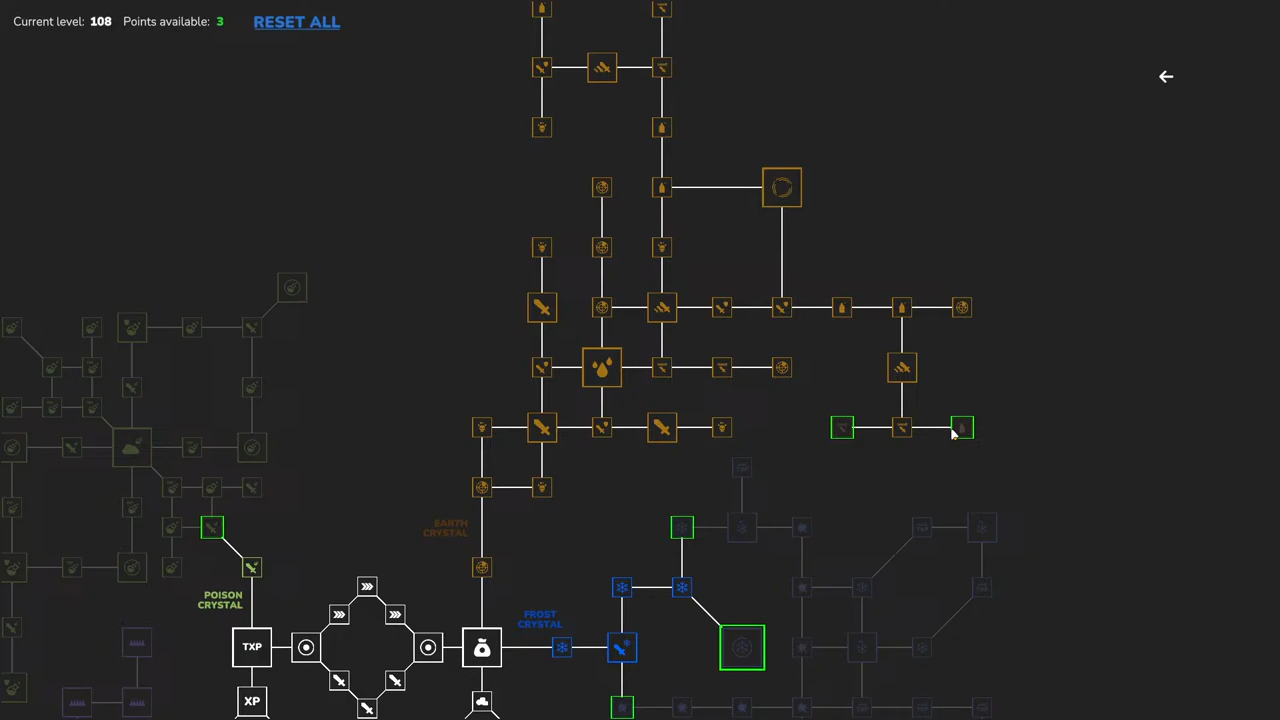 Current level: 108 Points available: 3 RESET ALL
EARTH
CRYSTAL
POISON
CRYSTAL
FROST
CRYSTAL
TXP
XP